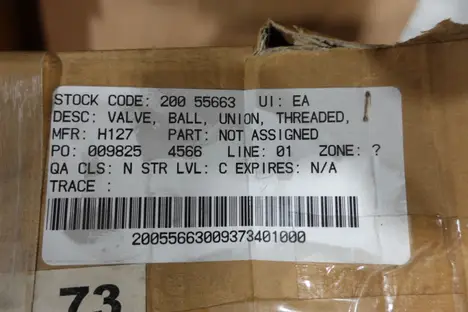 STOCK CODE: 200 55663 UI: EA
DESC: VALVE, BALL, UNION, THREADED,
MFR: H127 PART: NOT ASSIGNED
PO: 009825 4566 LINE: 01 ZONE: ?
QA CLS: N STR LVL: C EXPIRES: N/A
TRACE :
20055663009373401000
73